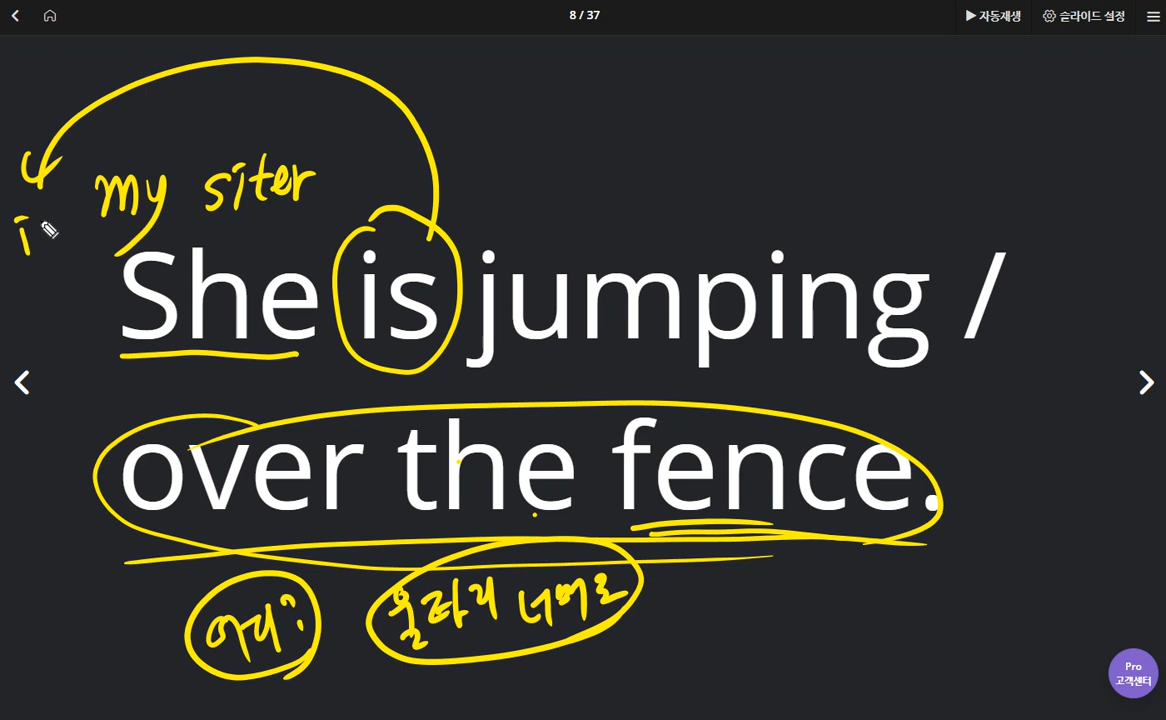 8 / 37
자동재생
슬라이드 설정
my siter
i
She is jumping /
over the fence.
어디?
울타리 너머로
Pro
고객센터